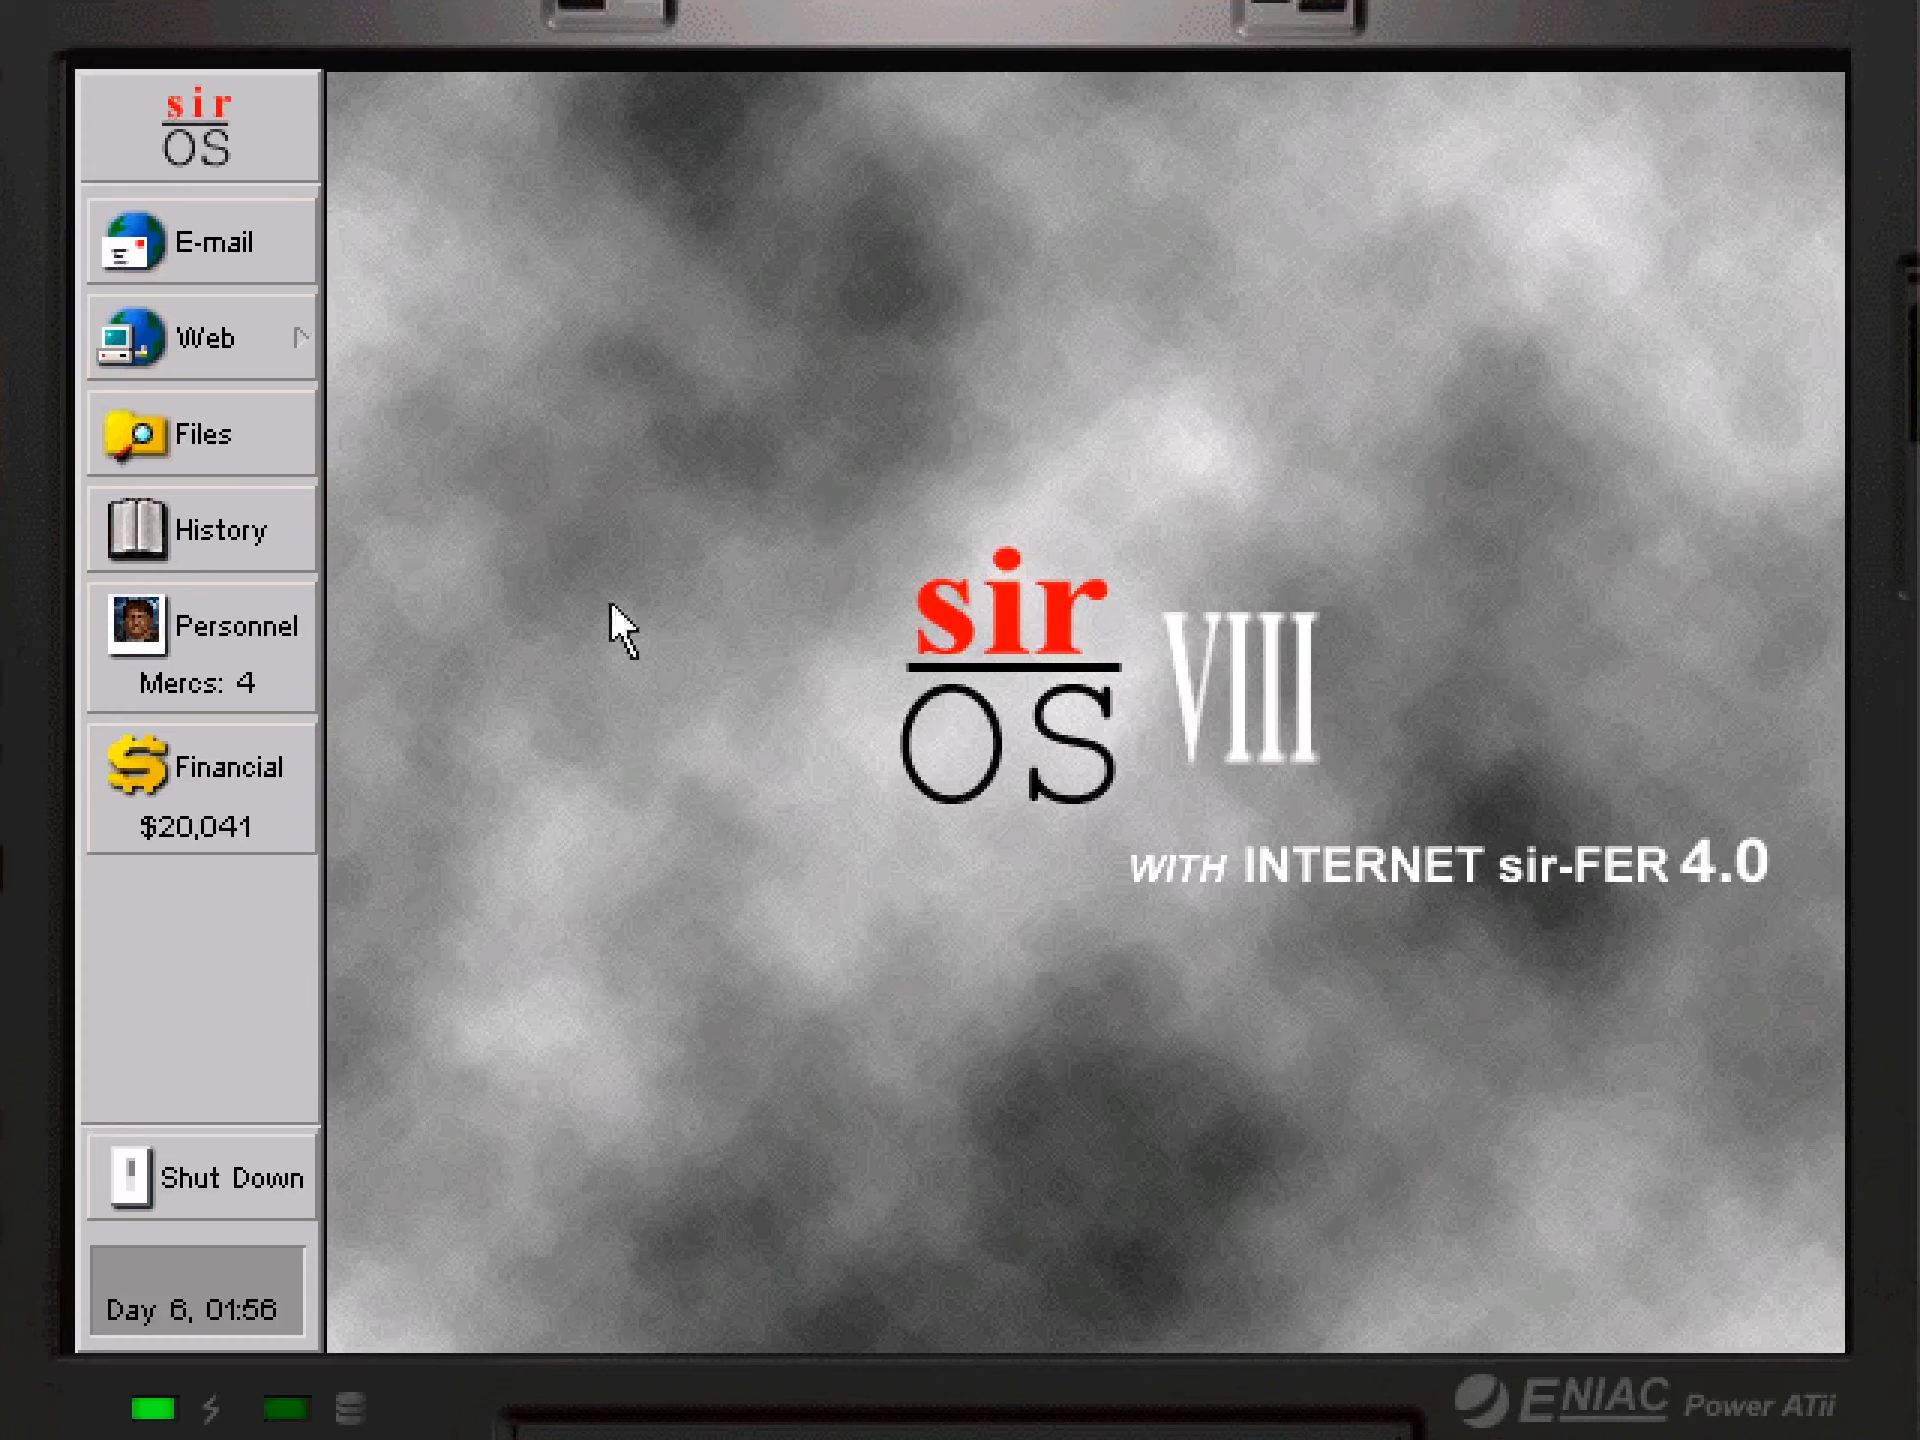 sir
OS
E-mail
Web
Files
History
Personnel
Mercs: 4
Financial
$20,041
Shut Down
Day 6, 01:56
sir
OS VIII
WITH INTERNET sir-FER 4.0
ENIAC Power ATii